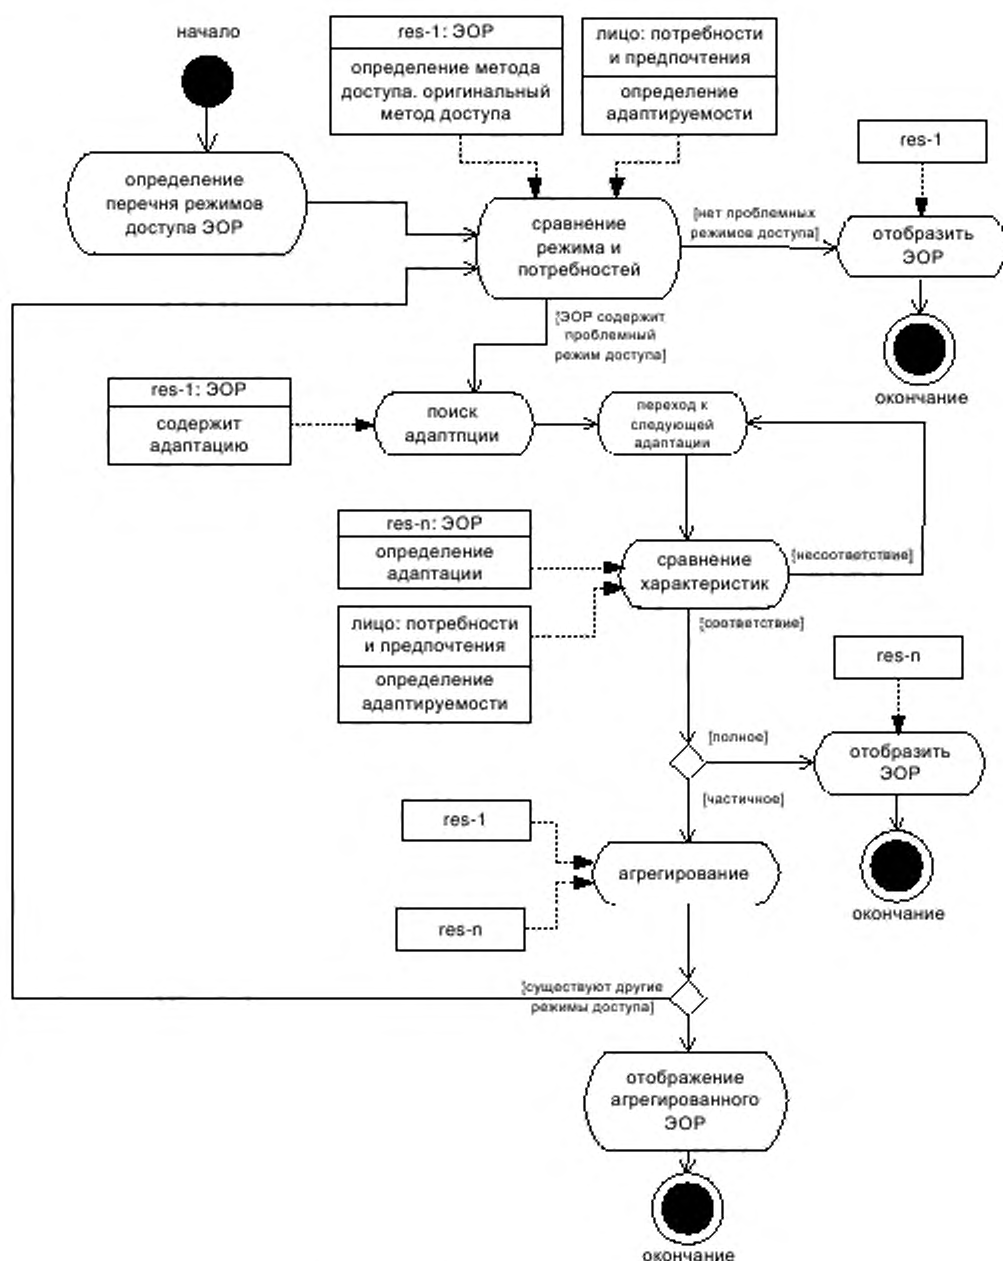 начало
res-1: ЭОР
определение метода
доступа. оригинальный
метод доступа
лицо: потребности
и предпочтения
определение
адаптируемости
res-1
определение
перечня режимов
доступа ЭОР
сравнение
режима и
потребностей
[нет проблемных
режимов доступа]
отобразить
ЭОР
окончание
[ЭОР содержит
проблемный
режим доступа]
res-1: ЭОР
содержит
адаптацию
поиск
адаптпции
переход к
следующей
адаптации
res-n: ЭОР
определение
адаптации
сравнение
характеристик
[несоответствие]
лицо: потребности
и предпочтения
определение
адаптируемости
[соответствие]
res-n
[полное]
отобразить
ЭОР
[частичное]
окончание
res-1
агрегирование
res-n
[существуют другие
режимы доступа]
отображение
агрегированного
ЭОР
окончание